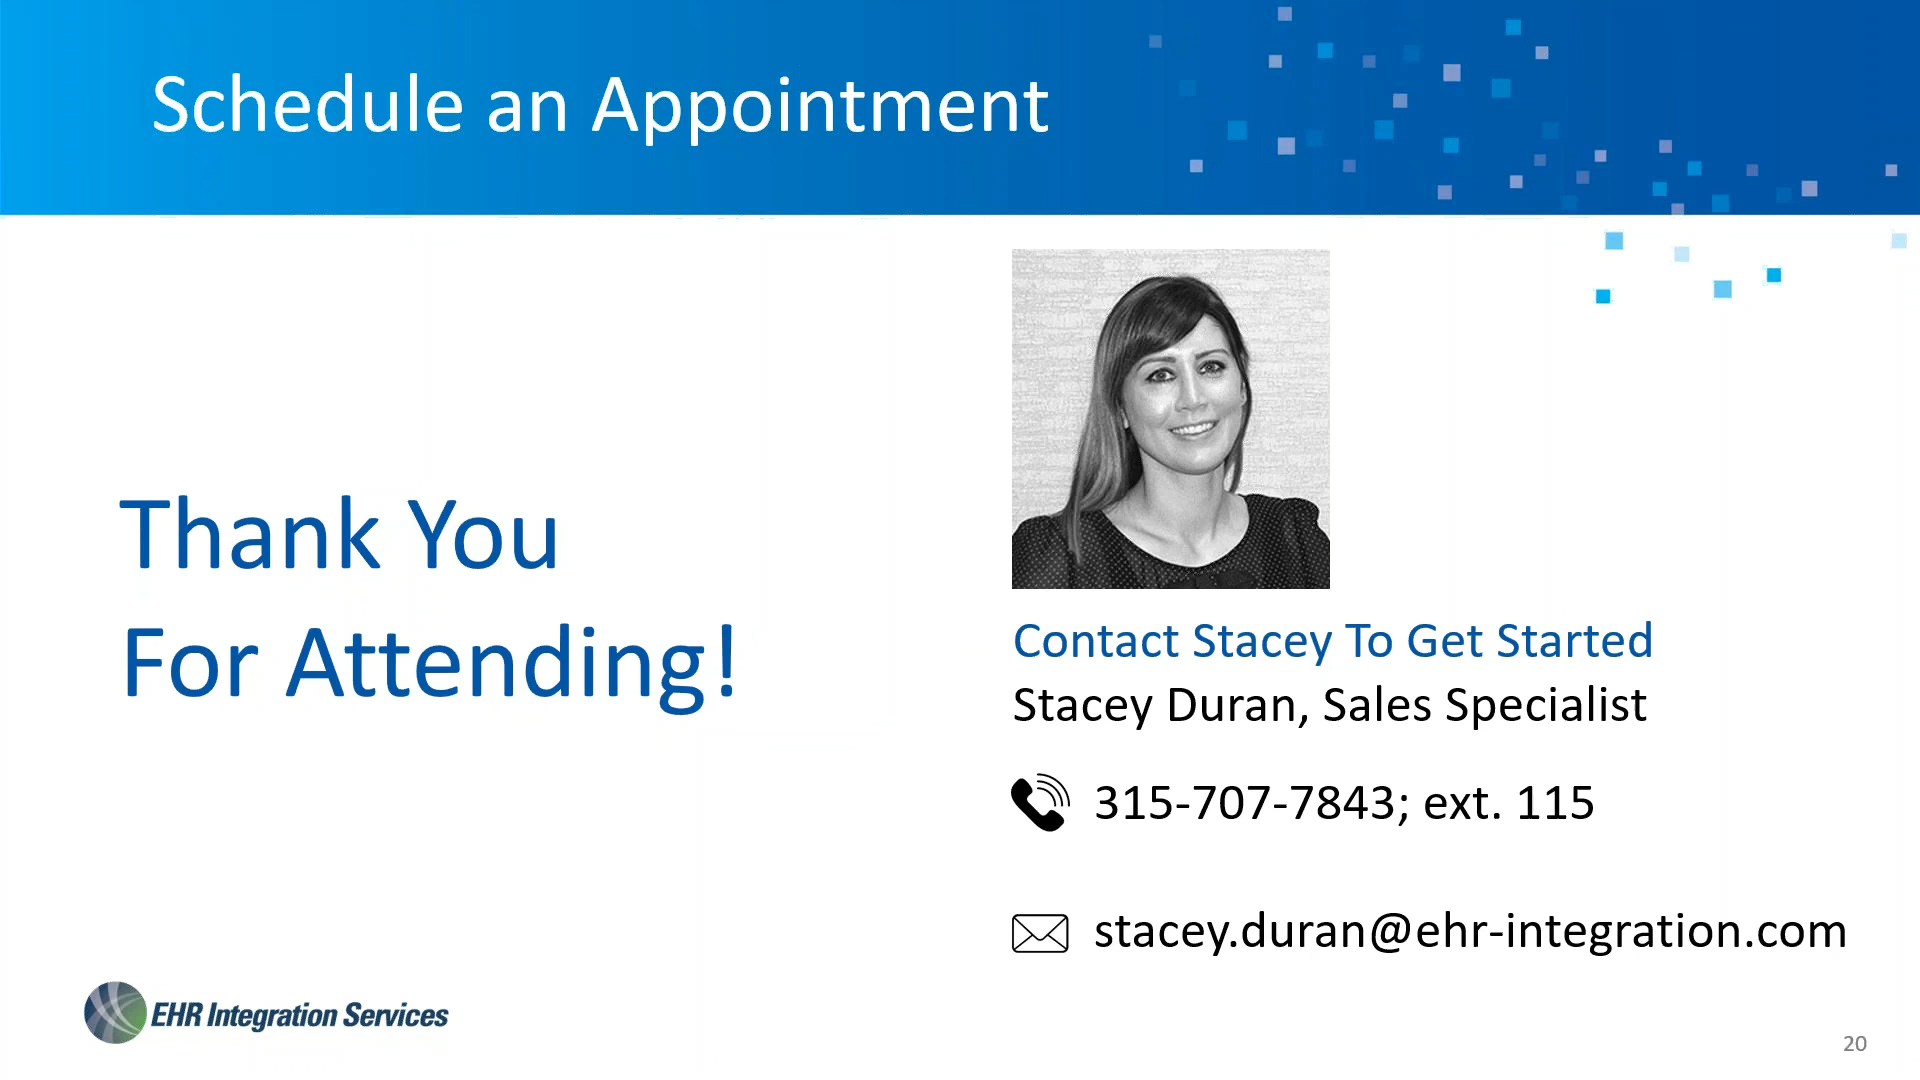 Schedule an Appointment
Thank You
For Attending!
Contact Stacey To Get Started
Stacey Duran, Sales Specialist
315-707-7843; ext. 115
stacey.duran@ehr-integration.com
EHR Integration Services
20